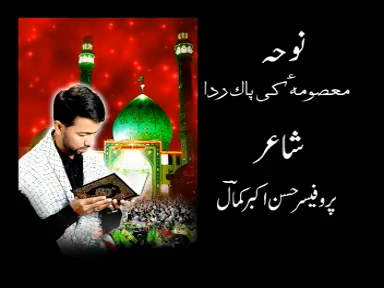 نوحہ
معصومہؑ کی پاک ردا
شاعر
پروفیسر حسن اکبر کمالؔ